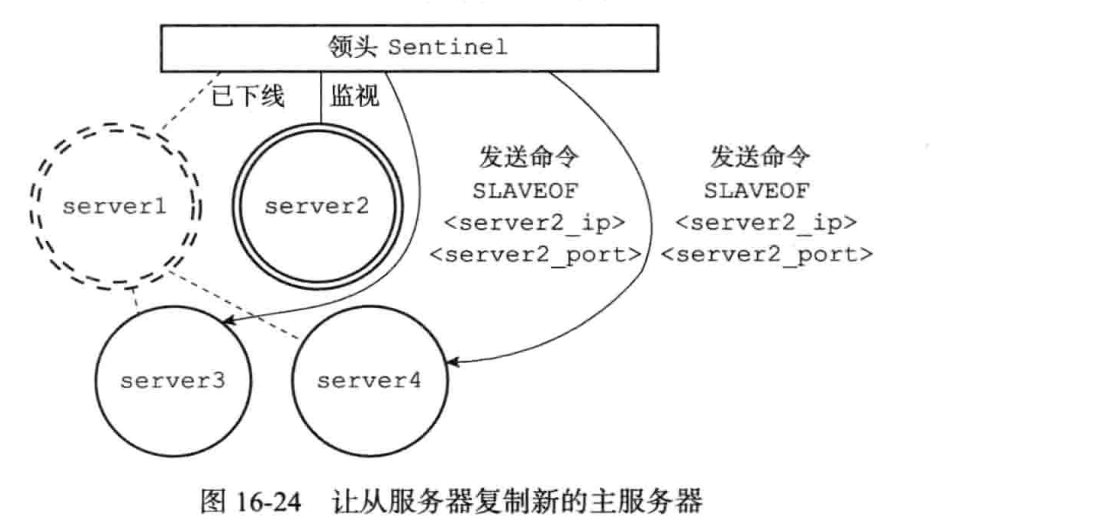 领头 Sentinel
已下线
监视
server1
server2
发送命令
SLAVEOF
<server2_ip>
<server2_port>
发送命令
SLAVEOF
<server2_ip>
<server2_port>
server3
server4
图 16-24 让从服务器复制新的主服务器